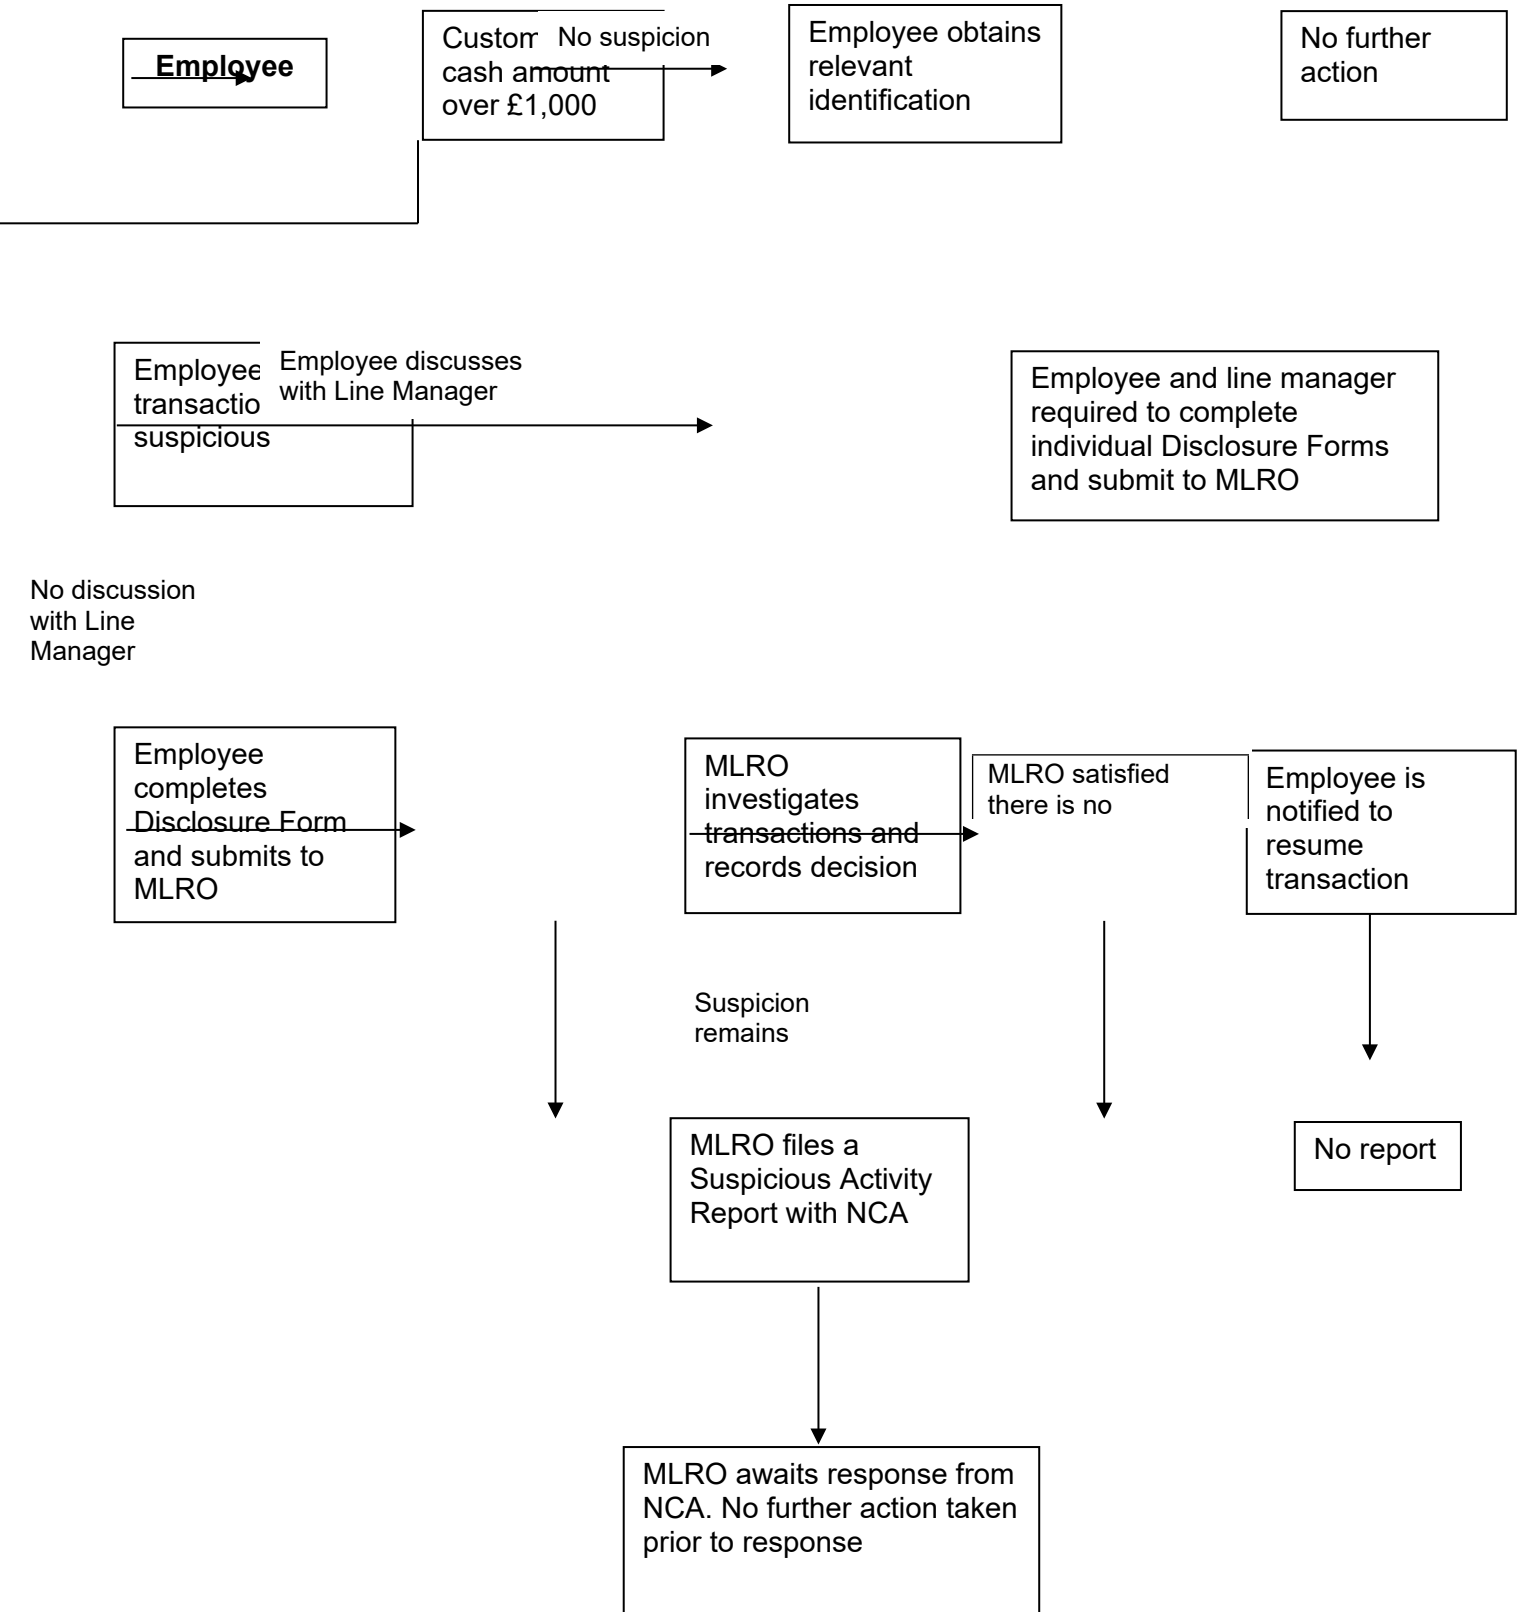 Employee
Custom
cash amount
over £1,000
No suspicion
Employee obtains
relevant
identification
No further
action
Employee
transactio
suspicious
Employee discusses
with Line Manager
Employee and line manager
required to complete
individual Disclosure Forms
and submit to MLRO
No discussion
with Line
Manager
Employee
completes
Disclosure Form
and submits to
MLRO
MLRO
investigates
transactions and
records decision
MLRO satisfied
there is no
Employee is
notified to
resume
transaction
Suspicion
remains
MLRO files a
Suspicious Activity
Report with NCA
No report
MLRO awaits response from
NCA. No further action taken
prior to response